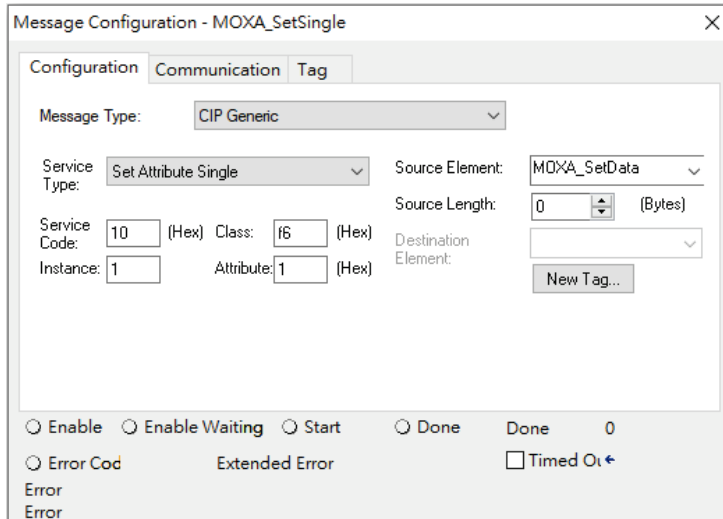 Message Configuration - MOXA_SetSingle
Configuration Communication Tag
Message Type: CIP Generic
Service Type: Set Attribute Single
Source Element: MOXA_SetData
Source Length: 0 (Bytes)
Service Code: 10 (Hex) Class: f6 (Hex)
Destination Element:
Instance: 1 Attribute: 1 (Hex)
New Tag...
Enable Enable Waiting Start Done Done 0
Error Cod Extended Error Timed Ou
Error
Error